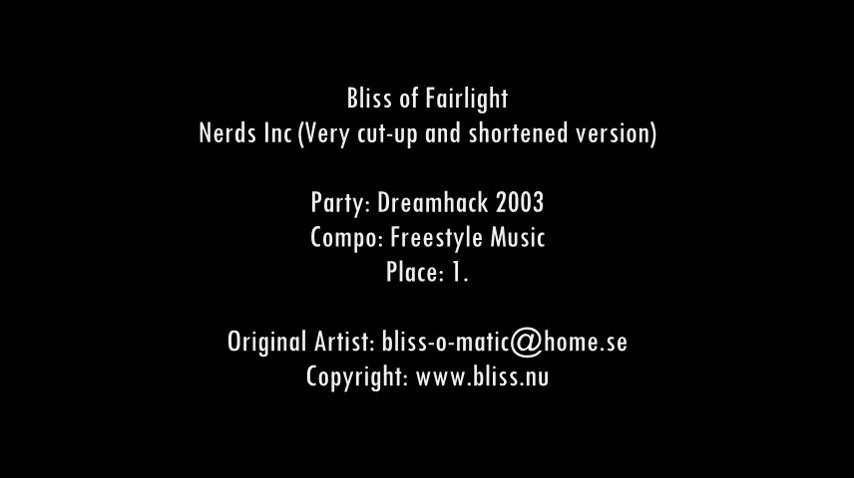 Bliss of Fairlight
Nerds Inc (Very cut-up and shortened version)
Party: Dreamhack 2003
Compo: Freestyle Music
Place: 1.
Original Artist: bliss-o-matic@home.se
Copyright: www.bliss.nu